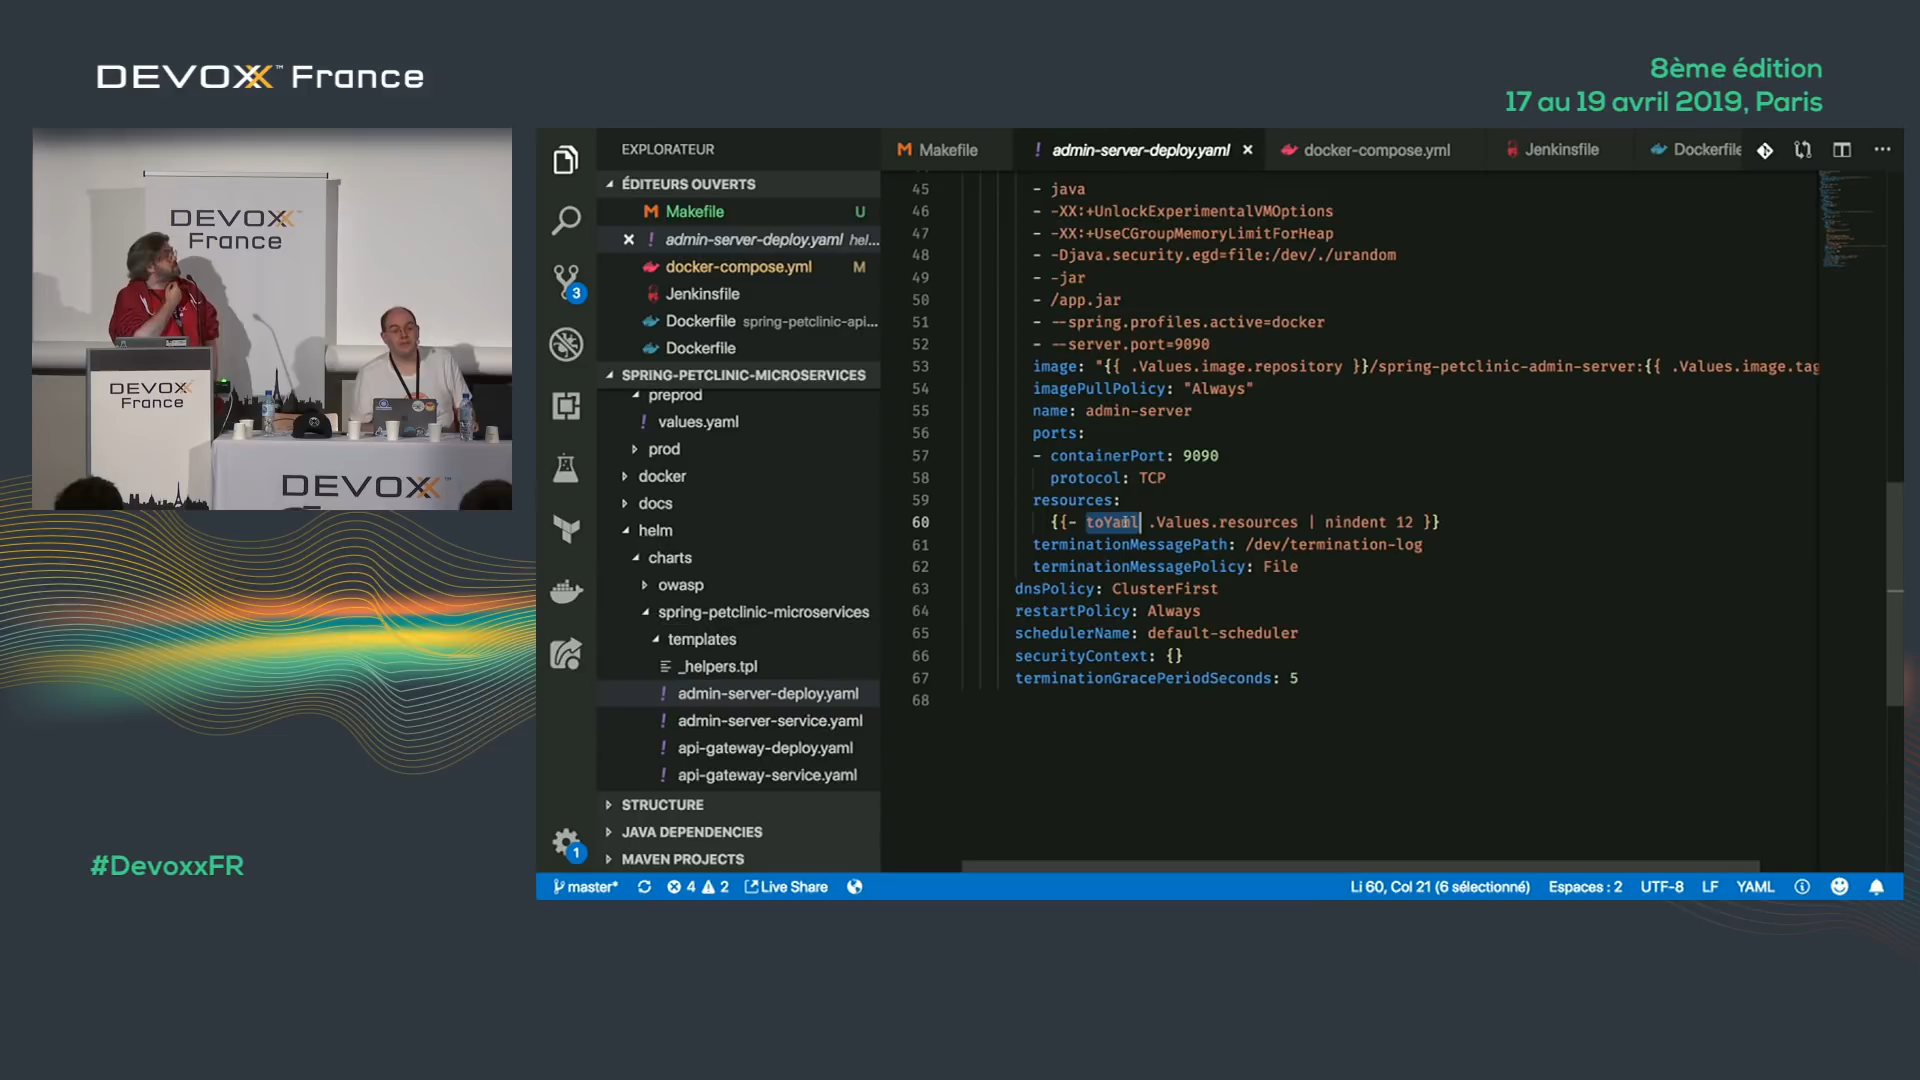 DEVOXX™ France
8ème édition
17 au 19 avril 2019, Paris
DEVOXX
France
DEVOXX
France
DEVOXX
#DevoxxFR
EXPLORATEUR
ÉDITEURS OUVERTS
Makefile U
admin-server-deploy.yaml hel...
docker-compose.yml M
Jenkinsfile
Dockerfile spring-petclinic-api...
Dockerfile
SPRING-PETCLINIC-MICROSERVICES
preprod
values.yaml
prod
docker
docs
helm
charts
owasp
spring-petclinic-microservices
templates
_helpers.tpl
admin-server-deploy.yaml
admin-server-service.yaml
api-gateway-deploy.yaml
api-gateway-service.yaml
STRUCTURE
JAVA DEPENDENCIES
MAVEN PROJECTS
3
1
Makefile admin-server-deploy.yaml docker-compose.yml Jenkinsfile Dockerfile
45 - java
46 - -XX:+UnlockExperimentalVMOptions
47 - -XX:+UseCGroupMemoryLimitForHeap
48 - -Djava.security.egd=file:/dev/./urandom
49 - -jar
50 - /app.jar
51 - --spring.profiles.active=docker
52 - --server.port=9090
53 image: "{{ .Values.image.repository }}/spring-petclinic-admin-server:{{ .Values.image.tag
54 imagePullPolicy: "Always"
55 name: admin-server
56 ports:
57 - containerPort: 9090
58 protocol: TCP
59 resources:
60 {{- toYaml .Values.resources | nindent 12 }}
61 terminationMessagePath: /dev/termination-log
62 terminationMessagePolicy: File
63 dnsPolicy: ClusterFirst
64 restartPolicy: Always
65 schedulerName: default-scheduler
66 securityContext: {}
67 terminationGracePeriodSeconds: 5
68
master* 4 2 Live Share Li 60, Col 21 (6 sélectionné) Espaces : 2 UTF-8 LF YAML